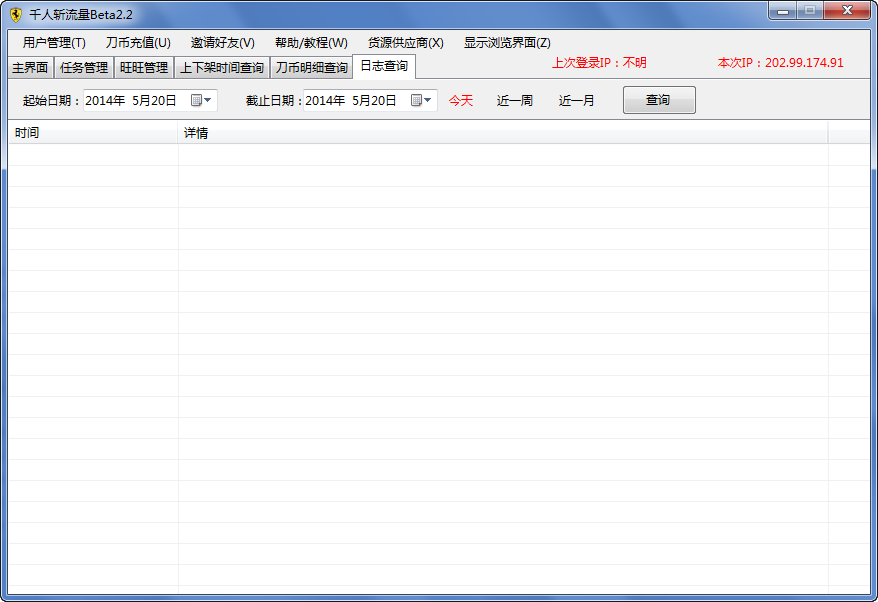 千人斩流量Beta2.2
用户管理(T) 刀币充值(U) 邀请好友(V) 帮助/教程(W) 货源供应商(X) 显示浏览界面(Z)
主界面 任务管理 旺旺管理 上下架时间查询 刀币明细查询 日志查询 上次登录IP：不明 本次IP：202.99.174.91
起始日期：2014年 5月20日 截止日期：2014年 5月20日 今天 近一周 近一月 查询
时间 详情